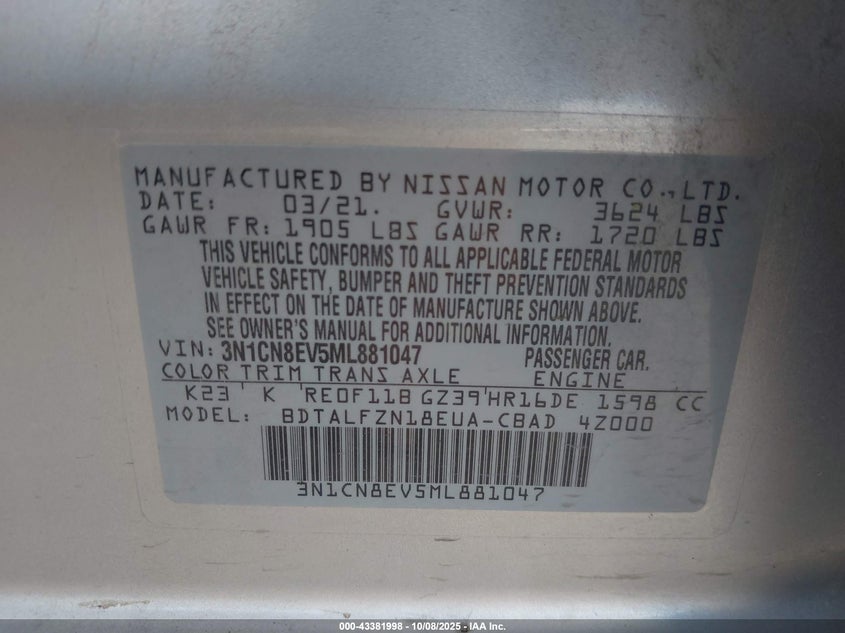 MANUFACTURED BY NISSAN MOTOR CO., LTD.
DATE: 03/21. GVWR: 3624 LBS
GAWR FR: 1905 LBS GAWR RR: 1720 LBS
THIS VEHICLE CONFORMS TO ALL APPLICABLE FEDERAL MOTOR
VEHICLE SAFETY, BUMPER AND THEFT PREVENTION STANDARDS
IN EFFECT ON THE DATE OF MANUFACTURE SHOWN ABOVE.
SEE OWNER'S MANUAL FOR ADDITIONAL INFORMATION.
VIN: 3N1CN8EV5ML881047 PASSENGER CAR.
COLOR TRIM TRANS AXLE ENGINE
K23 ' K ' RE0F11B GZ39 ' HR16DE 1598 CC
MODEL: BDTALFZN18EUA-CBAD 4Z000
3N1CN8EV5ML881047
000-43381998 - 10/08/2025 - IAA Inc.